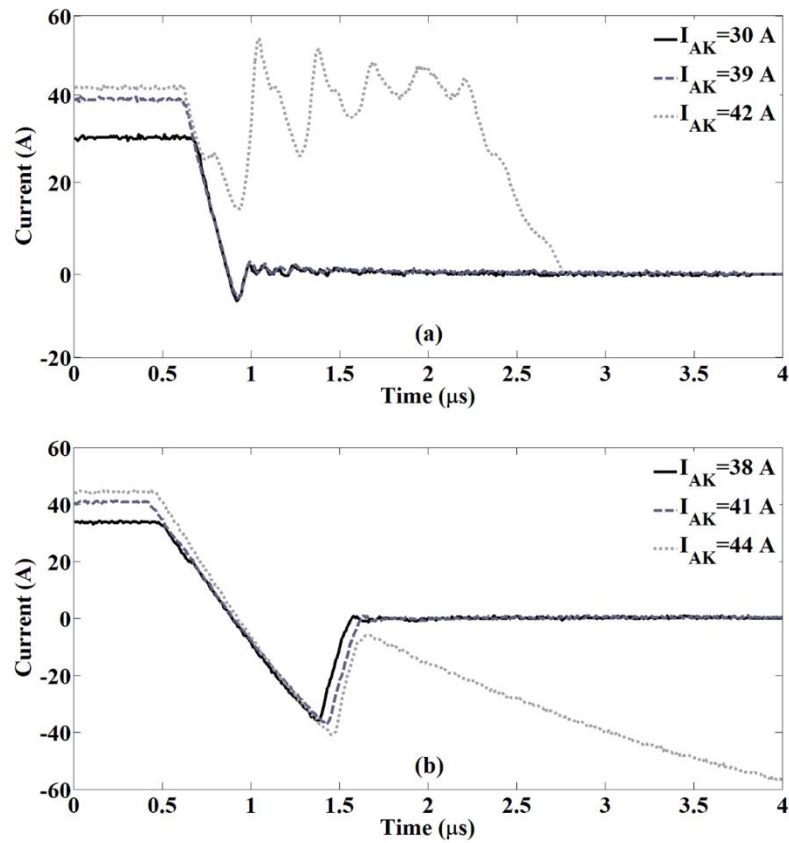 60
40
20
0
-20
Current (A)
I_AK=30 A
I_AK=39 A
I_AK=42 A
(a)
0 0.5 1 1.5 2 2.5 3 3.5 4
Time (μs)
60
40
20
0
-20
-40
-60
Current (A)
I_AK=38 A
I_AK=41 A
I_AK=44 A
(b)
0 0.5 1 1.5 2 2.5 3 3.5 4
Time (μs)